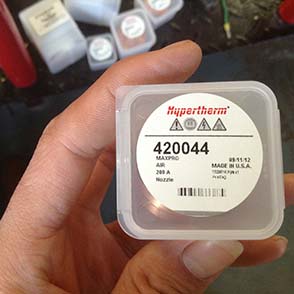 Hypertherm
420044
MAXPRO
AIR
200 A
Nozzle
MADE IN U.S.A.